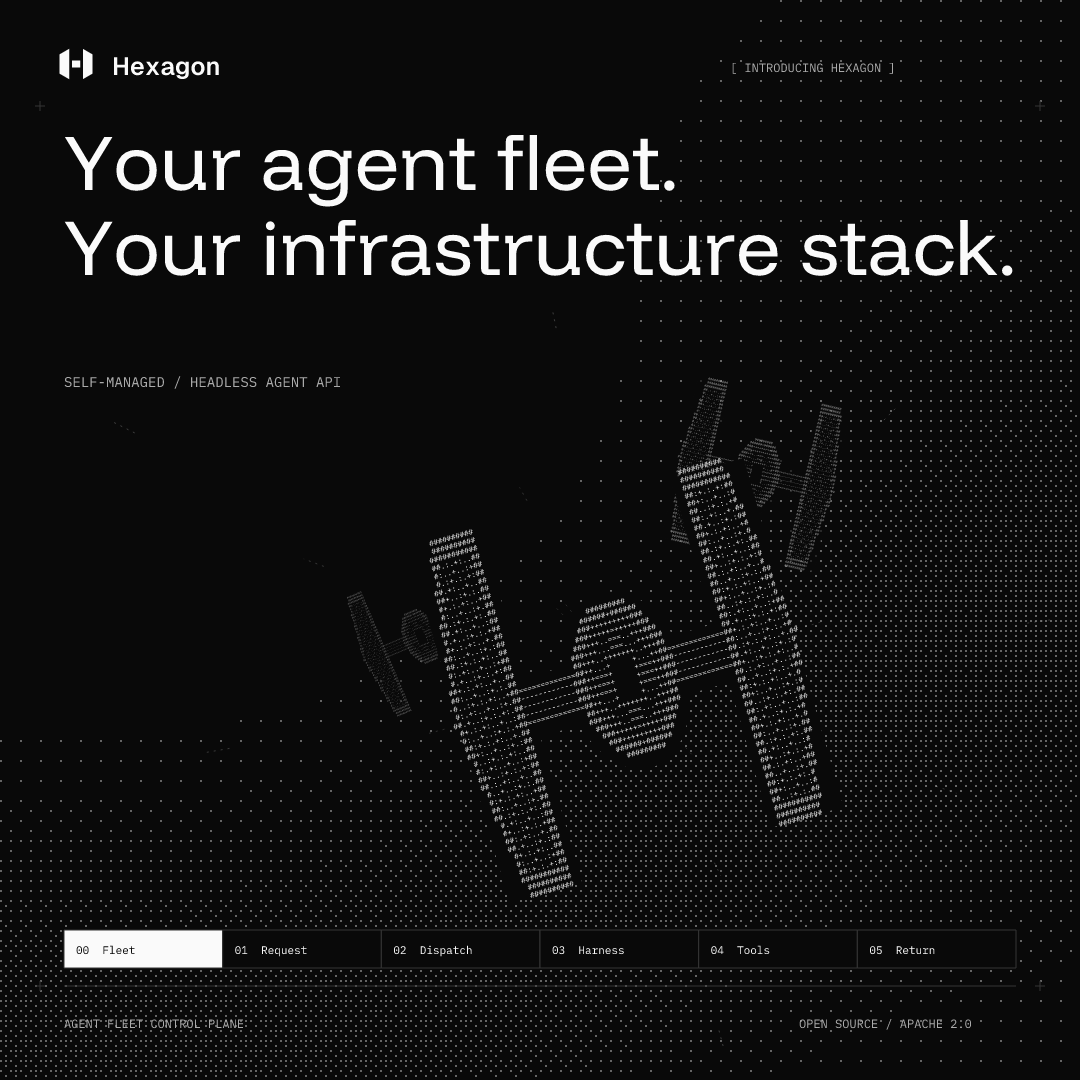 Hexagon
[ INTRODUCING HEXAGON ]
Your agent fleet.
Your infrastructure stack.
SELF-MANAGED / HEADLESS AGENT API
00 Fleet
01 Request
02 Dispatch
03 Harness
04 Tools
05 Return
AGENT FLEET CONTROL PLANE
OPEN SOURCE / APACHE 2.0